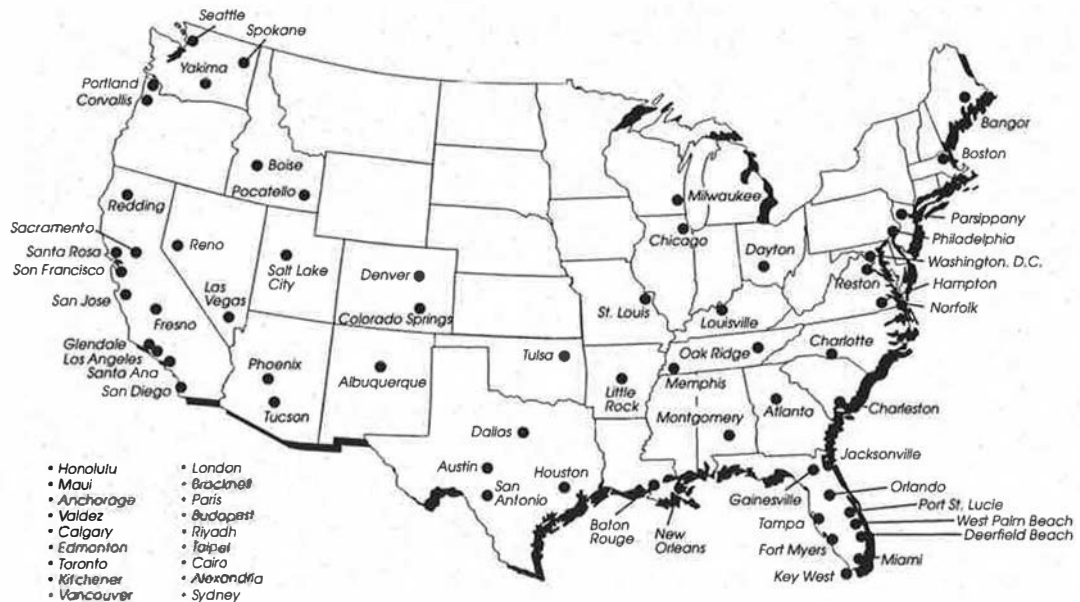 Seattle
Spokane
Yakima
Portland
Corvallis
Boise
Pocatello
Redding
Sacramento
Santa Rosa
Son Francisco
San Jose
Reno
Las
Vegas
Fresno
Glendale
Los Angeles
Santa Ana
San Diego
Salt Lake
City
Denver
Colorado Springs
Phoenix
Tucson
Albuquerque
Tulsa
Dallas
Austin
San
Antonio
Houston
Little
Rock
St. Louis
Milwaukee
Chicago
Dayton
Louisville
Oak Ridge
Memphis
Montgomery
Atlanta
Charlotte
Charleston
Bangor
Boston
Parsippany
Philadelphia
Washington, D.C.
Reston
Hampton
Norfolk
Baton
Rouge
New
Orleans
Jacksonville
Gainesville
Orlando
Port St. Lucie
West Palm Beach
Deerfield Beach
Tampa
Fort Myers
Miami
Key West
• Honolulu
• Maui
• Anchorage
• Valdez
• Calgary
• Edmonton
• Toronto
• Kitchener
• Vancouver
• London
• Bracknell
• Paris
• Budapest
• Riyadh
• Taipei
• Cairo
• Alexandria
• Sydney